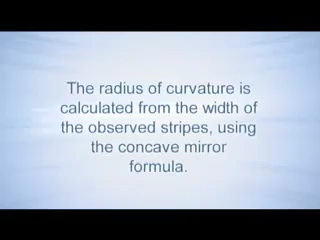 The radius of curvature is
calculated from the width of
the observed stripes, using
the concave mirror
formula.